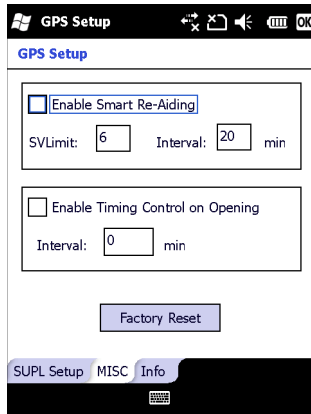 GPS Setup OK
GPS Setup
Enable Smart Re-Aiding
SVLimit: 6 Interval: 20 min
Enable Timing Control on Opening
Interval: 0 min
Factory Reset
SUPL Setup MISC Info